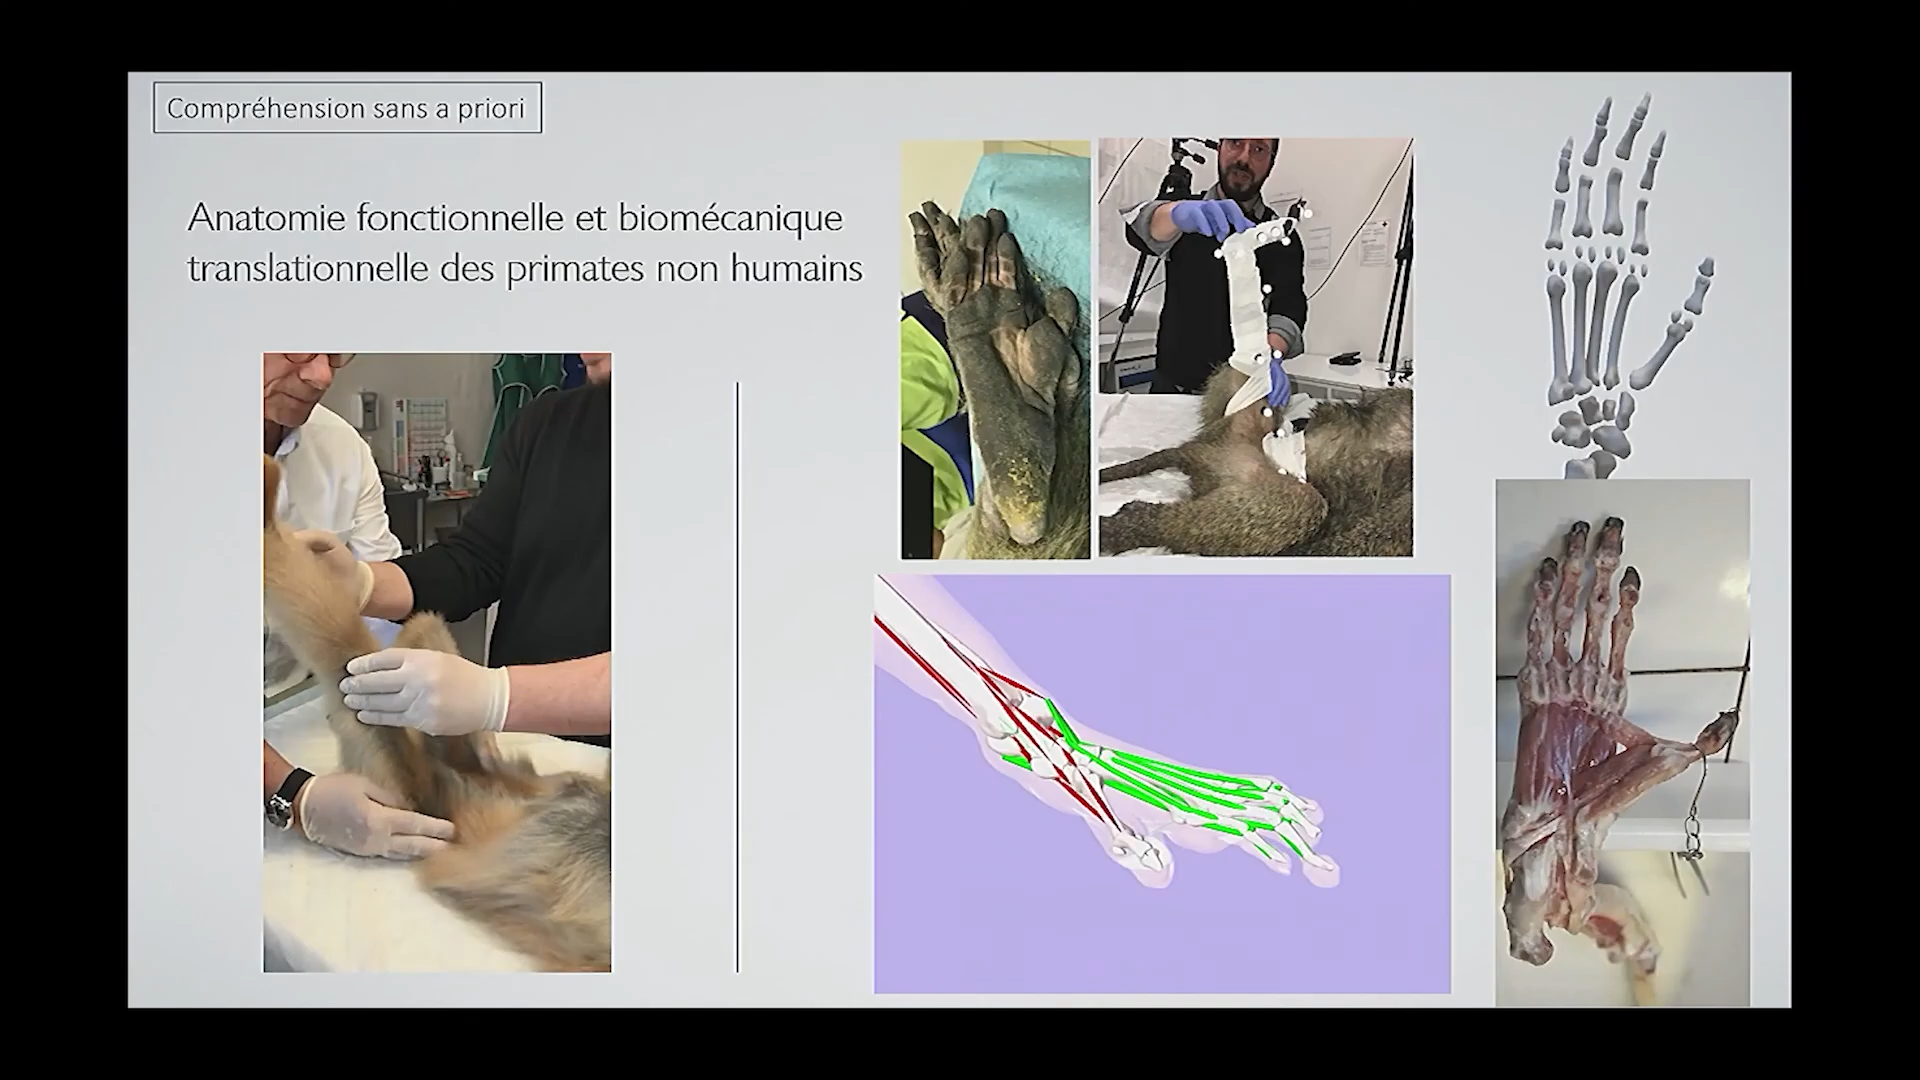 Compréhension sans a priori
Anatomie fonctionnelle et biomécanique
translationnelle des primates non humains